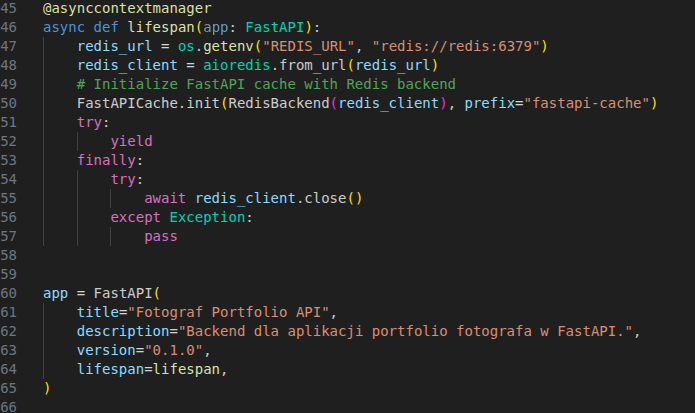 45 @asynccontextmanager
46 async def lifespan(app: FastAPI):
47     redis_url = os.getenv("REDIS_URL", "redis://redis:6379")
48     redis_client = aioredis.from_url(redis_url)
49     # Initialize FastAPI cache with Redis backend
50     FastAPICache.init(RedisBackend(redis_client), prefix="fastapi-cache")
51     try:
52         yield
53     finally:
54         try:
55             await redis_client.close()
56         except Exception:
57             pass
58
59
60 app = FastAPI(
61     title="Fotograf Portfolio API",
62     description="Backend dla aplikacji portfolio fotografa w FastAPI.",
63     version="0.1.0",
64     lifespan=lifespan,
65 )
66